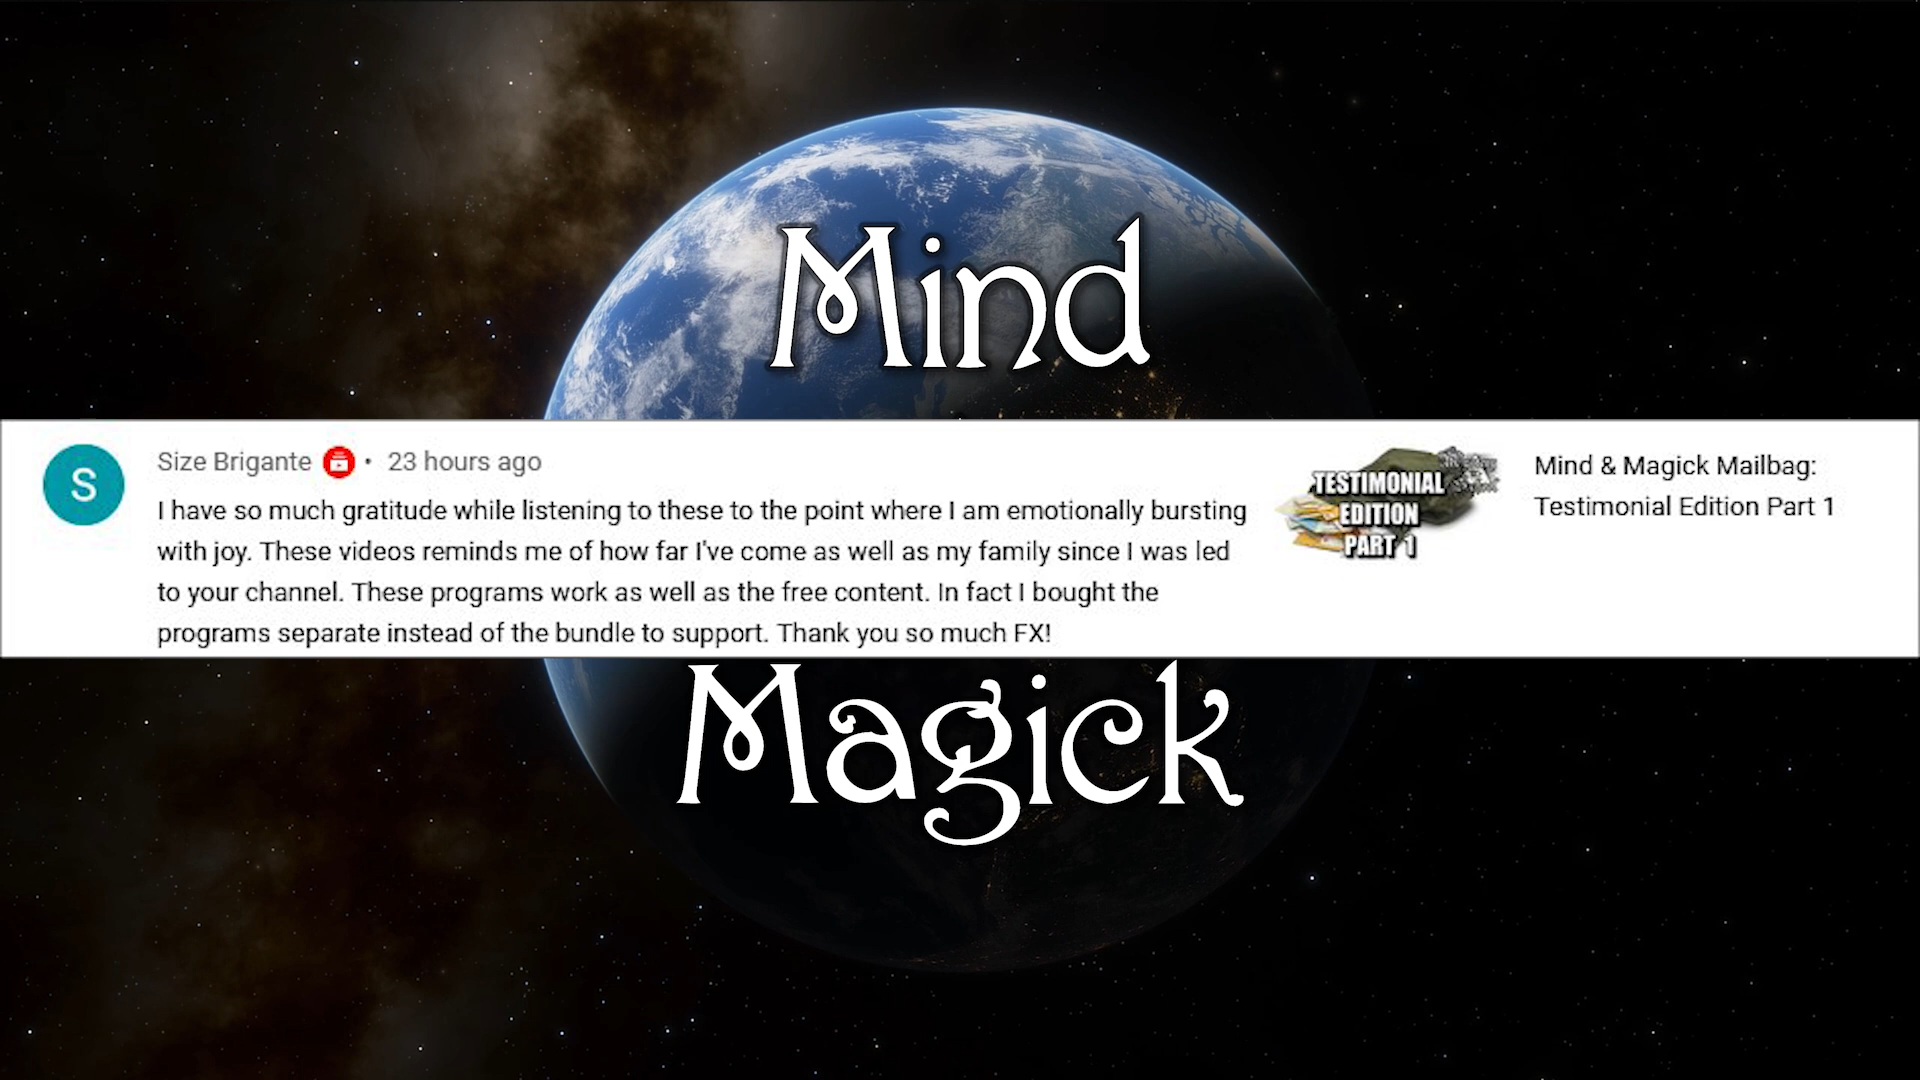 Mind
Size Brigante • 23 hours ago
I have so much gratitude while listening to these to the point where I am emotionally bursting
with joy. These videos reminds me of how far I've come as well as my family since I was led
to your channel. These programs work as well as the free content. In fact I bought the
programs separate instead of the bundle to support. Thank you so much FX!
S
TESTIMONIAL
EDITION
PART 1
Mind & Magick Mailbag:
Testimonial Edition Part 1
Magick